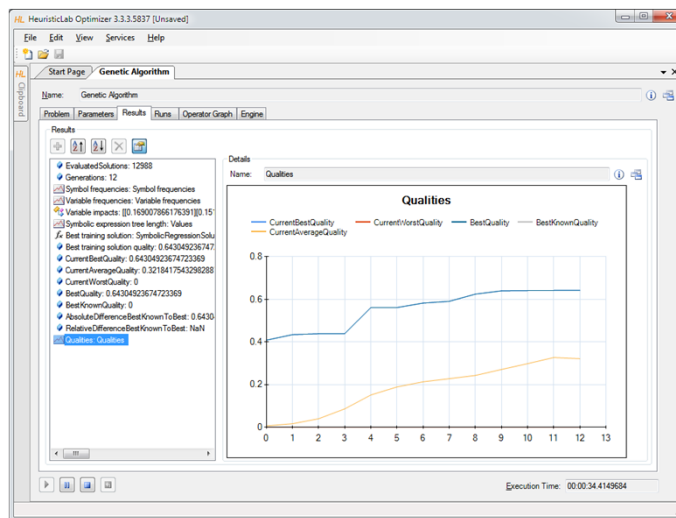 HL HeuristicLab Optimizer 3.3.3.5837 [Unsaved]
File Edit View Services Help
HL Start Page Genetic Algorithm
Clipboard
Name: Genetic Algorithm
Problem Parameters Results Runs Operator Graph Engine
Results
EvaluatedSolutions: 12988
Generations: 12
Symbol frequencies: Symbol frequencies
Variable frequencies: Variable frequencies
Variable impacts: [[0.169007866176391][0.15
Symbolic expression tree length: Values
Best training solution: SymbolicRegressionSolu
Best training solution quality: 0.643049236747
CurrentBestQuality: 0.64304923674723369
CurrentAverageQuality: 0.3218417543298288
CurrentWorstQuality: 0
BestQuality: 0.64304923674723369
BestKnownQuality: 0
AbsoluteDifferenceBestKnownToBest: 0.6430
RelativeDifferenceBestKnownToBest: NaN
Qualities: Qualities
Details
Name: Qualities
Qualities
CurrentBestQuality CurrentWorstQuality BestQuality BestKnownQuality
CurrentAverageQuality
0.8
0.6
0.4
0.2
0
0 1 2 3 4 5 6 7 8 9 10 11 12 13
Execution Time: 00:00:34.4149684